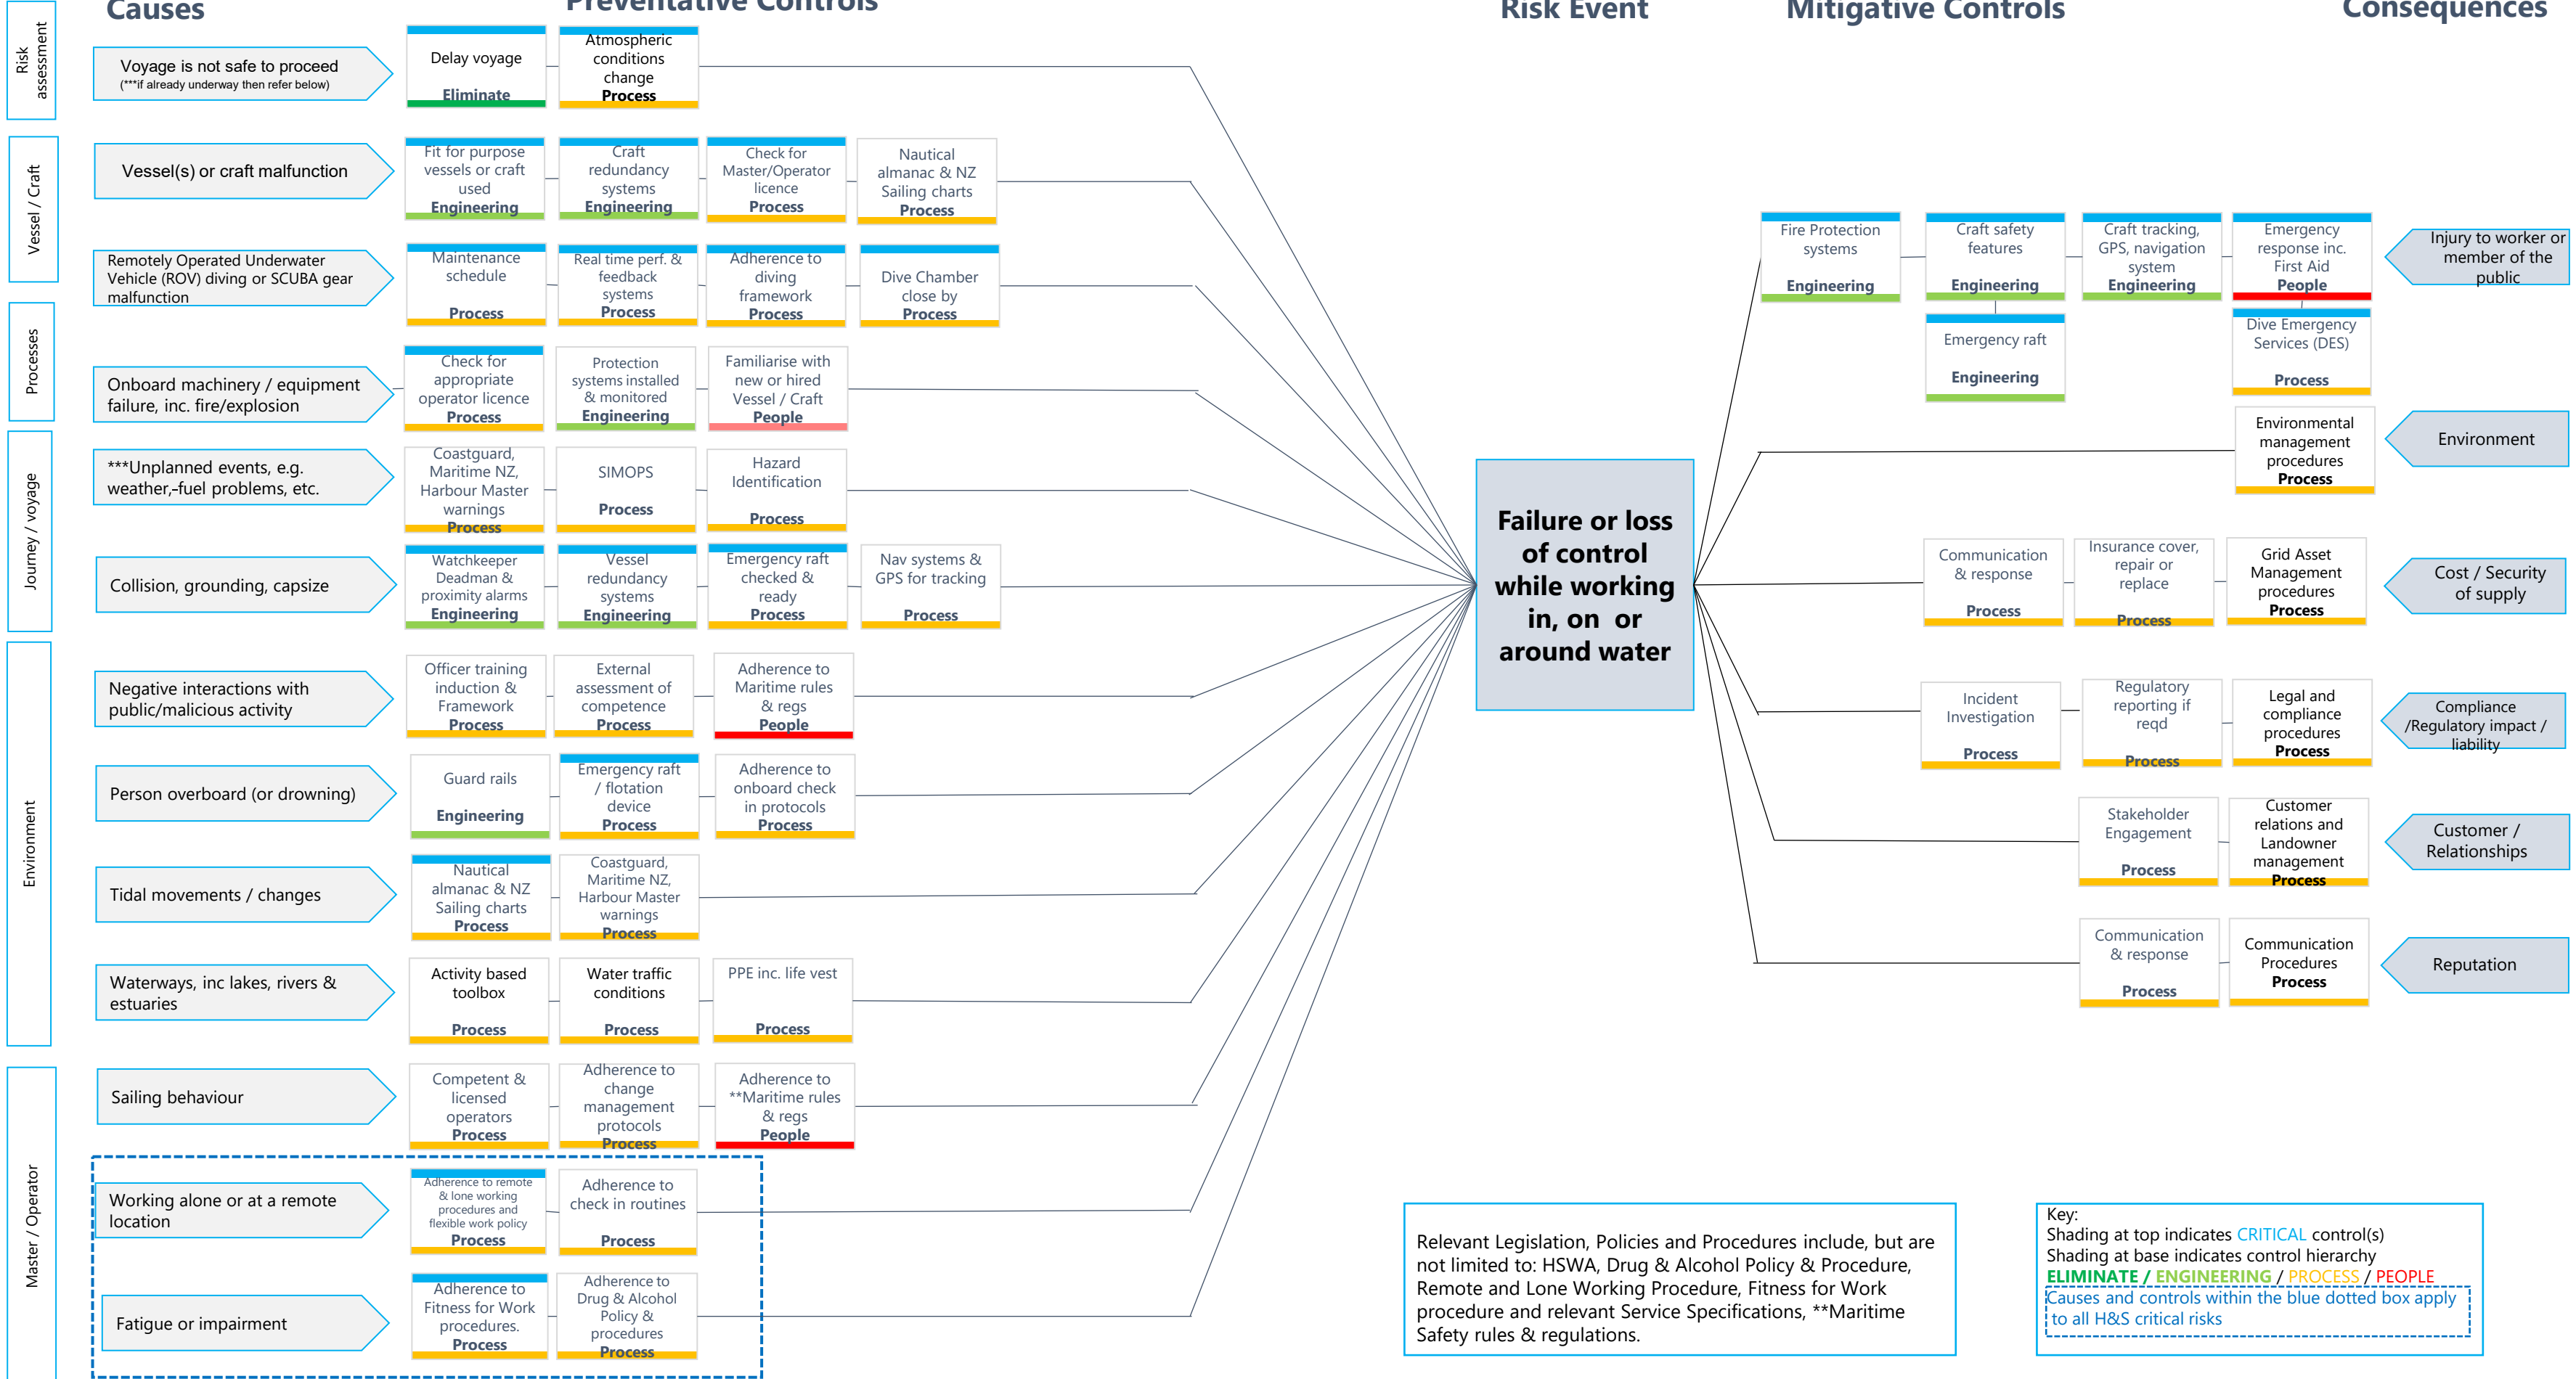 Causes
Preventative Controls
Risk Event
Mitigative Controls
Consequences
Risk
assessment
Voyage is not safe to proceed
(***if already underway then refer below)
Delay voyage
Eliminate
Atmospheric
conditions
change
Process
Vessel / Craft
Vessel(s) or craft malfunction
Fit for purpose
vessels or craft
used
Engineering
Craft
redundancy
systems
Engineering
Check for
Master/Operator
licence
Process
Nautical
almanac & NZ
Sailing charts
Process
Remotely Operated Underwater
Vehicle (ROV) diving or SCUBA gear
malfunction
Maintenance
schedule
Process
Real time perf. &
feedback
systems
Process
Adherence to
diving
framework
Process
Dive Chamber
close by
Process
Processes
Onboard machinery / equipment
failure, inc. fire/explosion
Check for
appropriate
operator licence
Process
Protection
systems installed
& monitored
Engineering
Familiarise with
new or hired
Vessel / Craft
People
Journey / voyage
***Unplanned events, e.g.
weather,-fuel problems, etc.
Coastguard,
Maritime NZ,
Harbour Master
warnings
Process
SIMOPS
Process
Hazard
Identification
Process
Collision, grounding, capsize
Watchkeeper
Deadman &
proximity alarms
Engineering
Vessel
redundancy
systems
Engineering
Emergency raft
checked &
ready
Process
Nav systems &
GPS for tracking
Process
Environment
Negative interactions with
public/malicious activity
Officer training
induction &
Framework
Process
External
assessment of
competence
Process
Adherence to
Maritime rules
& regs
People
Person overboard (or drowning)
Guard rails
Engineering
Emergency raft
/ flotation
device
Process
Adherence to
onboard check
in protocols
Process
Tidal movements / changes
Nautical
almanac & NZ
Sailing charts
Process
Coastguard,
Maritime NZ,
Harbour Master
warnings
Process
Waterways, inc lakes, rivers &
estuaries
Activity based
toolbox
Process
Water traffic
conditions
Process
PPE inc. life vest
Process
Master / Operator
Sailing behaviour
Competent &
licensed
operators
Process
Adherence to
change
management
protocols
Process
Adherence to
**Maritime rules
& regs
People
Working alone or at a remote
location
Adherence to remote
& lone working
procedures and
flexible work policy
Process
Adherence to
check in routines
Process
Fatigue or impairment
Adherence to
Fitness for Work
procedures.
Process
Adherence to
Drug & Alcohol
Policy &
procedures
Process
Failure or loss
of control
while working
in, on  or
around water
Fire Protection
systems
Engineering
Craft safety
features
Engineering
Craft tracking,
GPS, navigation
system
Engineering
Emergency
response inc.
First Aid
People
Injury to worker or
member of the
public
Emergency raft
Engineering
Dive Emergency
Services (DES)
Process
Environmental
management
procedures
Process
Environment
Communication
& response
Process
Insurance cover,
repair or
replace
Process
Grid Asset
Management
procedures
Process
Cost / Security
of supply
Incident
Investigation
Process
Regulatory
reporting if
reqd
Process
Legal and
compliance
procedures
Process
Compliance
/Regulatory impact /
liability
Stakeholder
Engagement
Process
Customer
relations and
Landowner
management
Process
Customer /
Relationships
Communication
& response
Process
Communication
Procedures
Process
Reputation
Relevant Legislation, Policies and Procedures include, but are
not limited to: HSWA, Drug & Alcohol Policy & Procedure,
Remote and Lone Working Procedure, Fitness for Work
procedure and relevant Service Specifications, **Maritime
Safety rules & regulations.
Key:
Shading at top indicates CRITICAL control(s)
Shading at base indicates control hierarchy
ELIMINATE / ENGINEERING / PROCESS / PEOPLE
Causes and controls within the blue dotted box apply
to all H&S critical risks